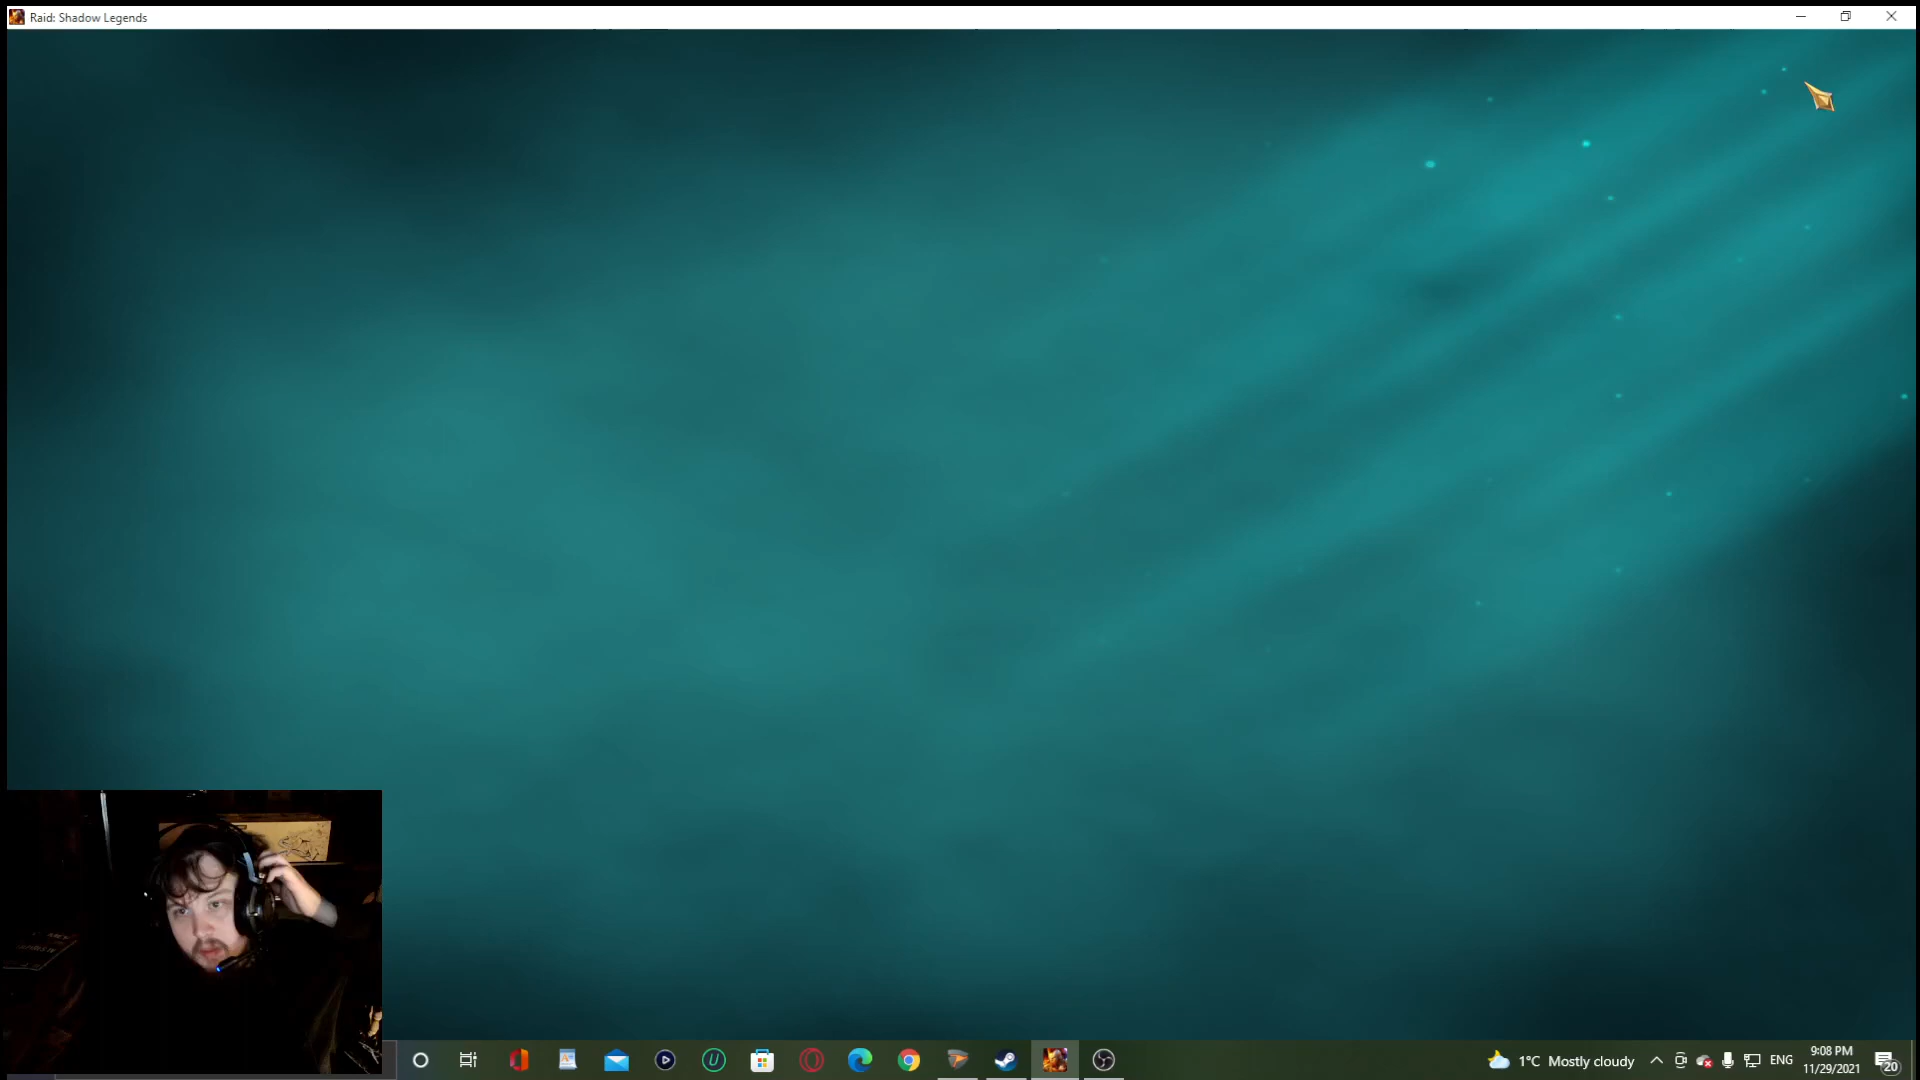 Raid: Shadow Legends
1°C Mostly cloudy
ENG
9:08 PM
11/29/2021
20